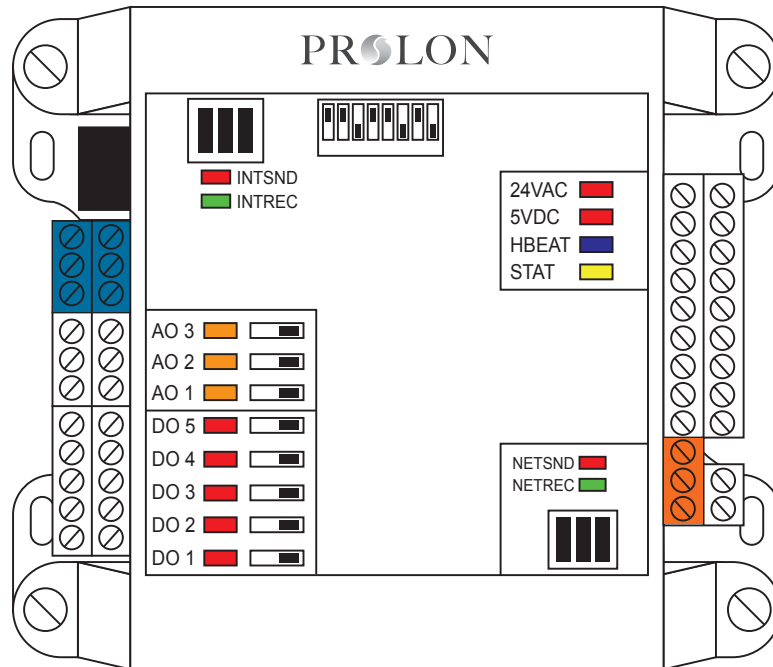 PROLON
INTSND
INTREC
24VAC
5VDC
HBEAT
STAT
AO 3
AO 2
AO 1
DO 5
DO 4
DO 3
DO 2
DO 1
NETSND
NETREC